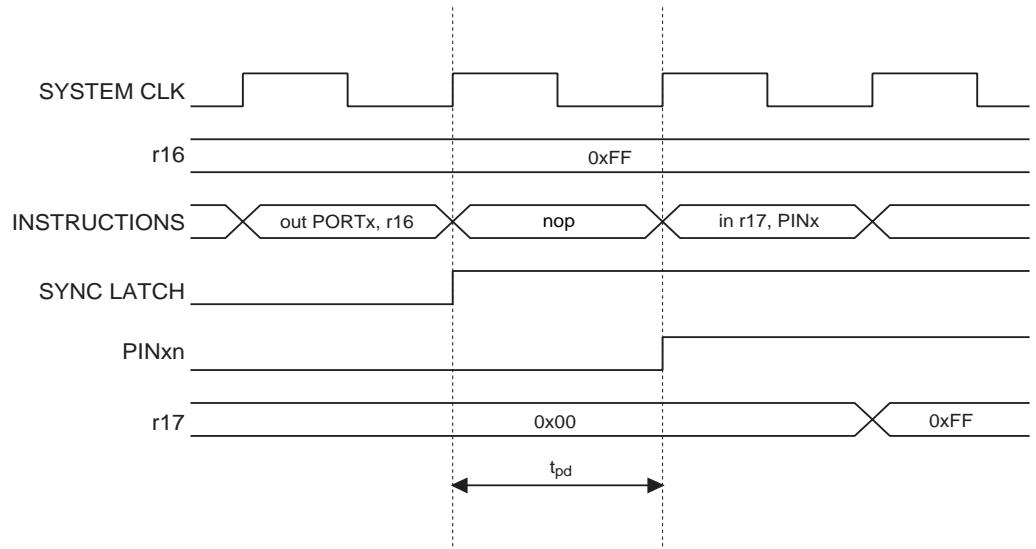 SYSTEM CLK
r16
0xFF
INSTRUCTIONS
out PORTx, r16
nop
in r17, PINx
SYNC LATCH
PINxn
r17
0x00
0xFF
tpd